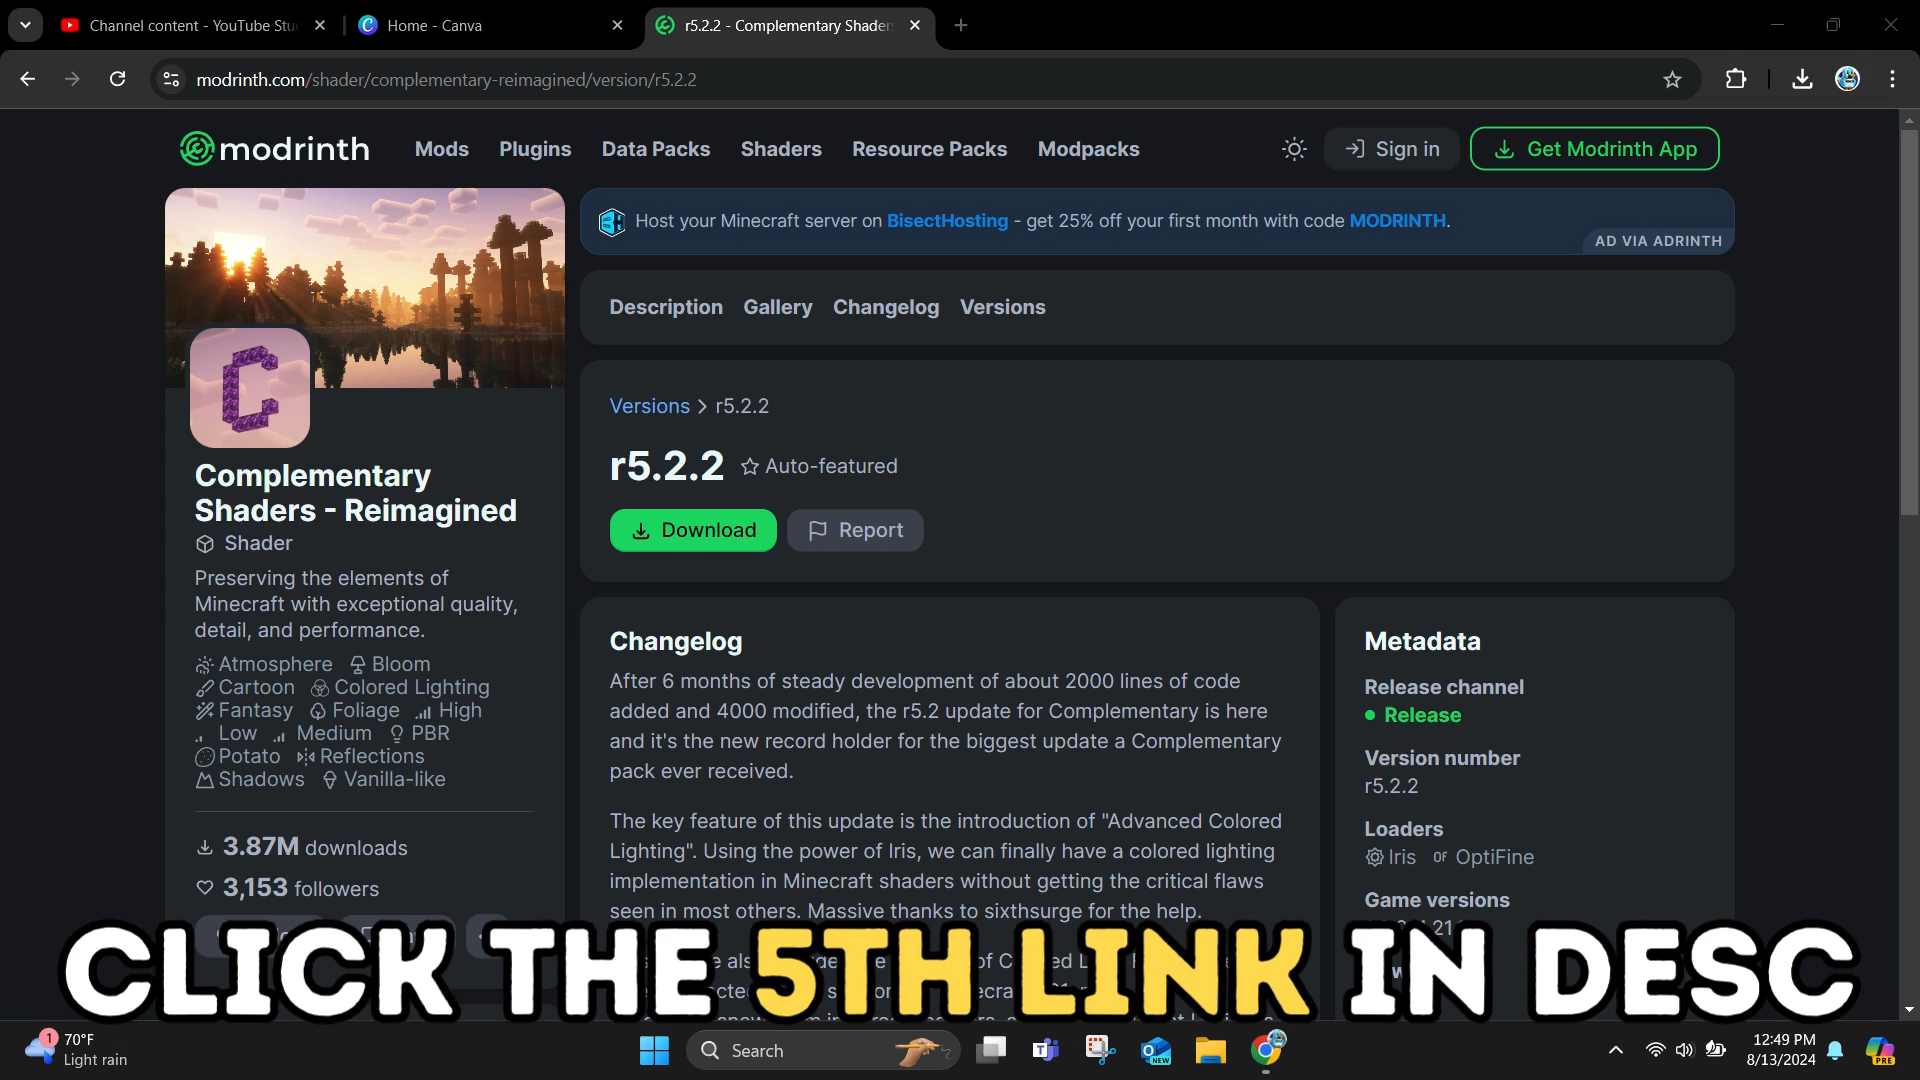 Channel content - YouTube Stu
Home - Canva
r5.2.2 - Complementary Shader
modrinth.com/shader/complementary-reimagined/version/r5.2.2
modrinth
Mods Plugins Data Packs Shaders Resource Packs Modpacks
Sign in
Get Modrinth App
Host your Minecraft server on BisectHosting - get 25% off your first month with code MODRINTH.
AD VIA ADRINTH
Description Gallery Changelog Versions
Versions > r5.2.2
r5.2.2 Auto-featured
Download Report
Complementary
Shaders - Reimagined
Shader
Preserving the elements of
Minecraft with exceptional quality,
detail, and performance.
Atmosphere Bloom
Cartoon Colored Lighting
Fantasy Foliage High
Low Medium PBR
Potato Reflections
Shadows Vanilla-like
3.87M downloads
3,153 followers
Changelog
After 6 months of steady development of about 2000 lines of code
added and 4000 modified, the r5.2 update for Complementary is here
and it's the new record holder for the biggest update a Complementary
pack ever received.
The key feature of this update is the introduction of "Advanced Colored
Lighting". Using the power of Iris, we can finally have a colored lighting
implementation in Minecraft shaders without getting the critical flaws
seen in most others. Massive thanks to sixthsurge for the help.
Metadata
Release channel
Release
Version number
r5.2.2
Loaders
Iris OF OptiFine
Game versions
CLICK THE 5TH LINK IN DESC
1
70°F
Light rain
Search
NEW
12:49 PM
8/13/2024
PRE